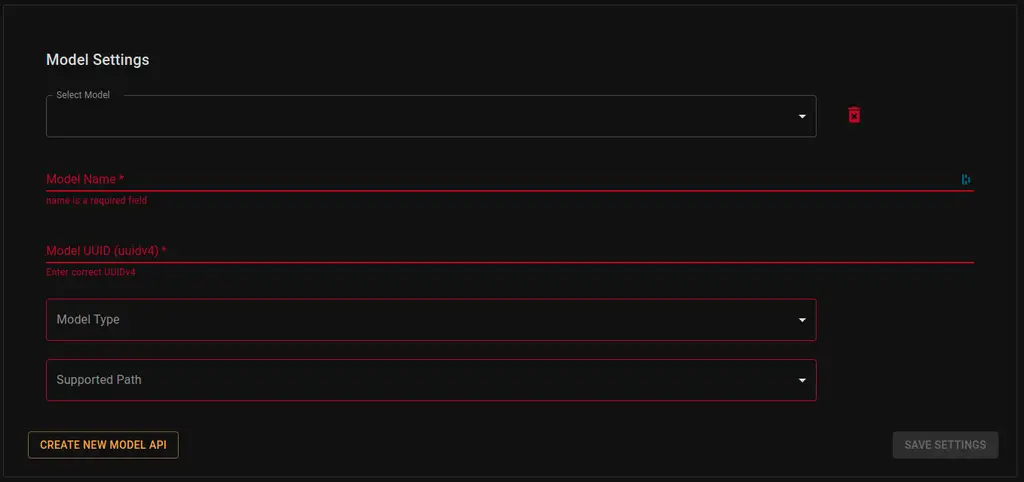 Model Settings
Select Model
Model Name *
name is a required field
Model UUID (uuidv4) *
Enter correct UUIDv4
Model Type
Supported Path
CREATE NEW MODEL API
SAVE SETTINGS